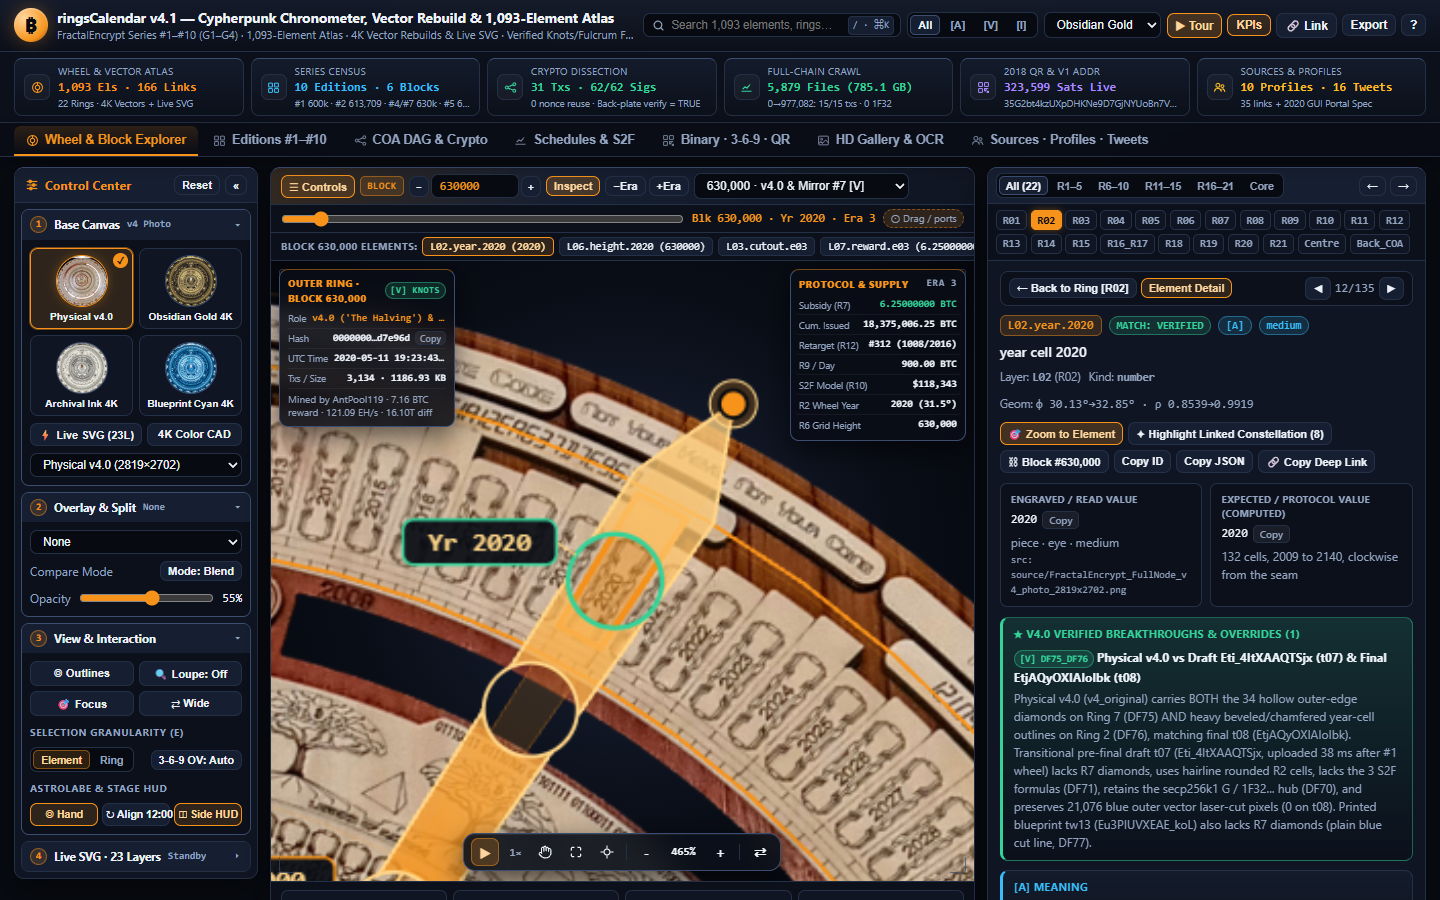 ringsCalendar v4.1 — Cypherpunk Chronometer, Vector Rebuild & 1,093-Element Atlas
FractalEncrypt Series #1–#10 (G1–G4) · 1,093-Element Atlas · 4K Vector Rebuilds & Live SVG · Verified Knots/Fulcrum F...
Search 1,093 elements, rings...
/ · ⌘K
All [A] [V] [I]
Obsidian Gold
▶ Tour
KPIs
Link
Export
?
WHEEL & VECTOR ATLAS
1,093 Els · 166 Links
22 Rings · 4K Vectors + Live SVG
SERIES CENSUS
10 Editions · 6 Blocks
#1 600k · #2 613,709 · #4/#7 630k · #5 6...
CRYPTO DISSECTION
31 Txs · 62/62 Sigs
0 nonce reuse · Back-plate verify = TRUE
FULL-CHAIN CRAWL
5,879 Files (785.1 GB)
0→977,082: 15/15 txs · 0 1F32
2018 QR & V1 ADDR
323,599 Sats Live
35G2bt4kzUXpDHKNe9D7GjNYUoBn7V...
SOURCES & PROFILES
10 Profiles · 16 Tweets
35 links + 2020 GUI Portal Spec
Wheel & Block Explorer
Editions #1–#10
COA DAG & Crypto
Schedules & S2F
Binary · 3-6-9 · QR
HD Gallery & OCR
Sources · Profiles · Tweets
Control Center
Reset
«
1 Base Canvas v4 Photo
Physical v4.0
Obsidian Gold 4K
Archival Ink 4K
Blueprint Cyan 4K
Live SVG (23L)
4K Color CAD
Physical v4.0 (2819×2702)
2 Overlay & Split None
None
Compare Mode
Mode: Blend
Opacity
55%
3 View & Interaction
Outlines
Loupe: Off
Focus
⇄ Wide
SELECTION GRANULARITY (E)
Element
Ring
3-6-9 OV: Auto
ASTROLABE & STAGE HUD
Hand
↻ Align 12:00
Side HUD
4 Live SVG · 23 Layers Standby
☰ Controls
BLOCK
−
630000
+
Inspect
−Era
+Era
630,000 · v4.0 & Mirror #7 [V]
Blk 630,000 · Yr 2020 · Era 3
Drag / ports
BLOCK 630,000 ELEMENTS:
L02.year.2020 (2020)
L06.height.2020 (630000)
L03.cutout.e03
L07.reward.e03 (6.2500000
OUTER RING · BLOCK 630,000
[V] KNOTS
Role v4.0 ('The Halving') & …
Hash 0000000…d7e96d Copy
UTC Time 2020-05-11 19:23:43…
Txs / Size 3,134 · 1186.93 KB
Mined by AntPool119 · 7.16 BTC
reward · 121.09 EH/s · 16.10T diff
PROTOCOL & SUPPLY ERA 3
Subsidy (R7) 6.25000000 BTC
Cum. Issued 18,375,006.25 BTC
Retarget (R12) #312 (1008/2016)
R9 / Day 900.00 BTC
S2F Model (R10) $118,343
R2 Wheel Year 2020 (31.5°)
R6 Grid Height 630,000
Not Your Coins
Yr 2020
2008
2015
2016
2020
2021
2022
2023
2024
2025
▶
1×
-
465%
+
⇄
All (22)
R1–5
R6–10
R11–15
R16–21
Core
←
→
R01 R02 R03 R04 R05 R06 R07 R08 R09 R10 R11 R12
R13 R14 R15 R16_R17 R18 R19 R20 R21 Centre Back_COA
← Back to Ring [R02]
Element Detail
◀ 12/135 ▶
L02.year.2020
MATCH: VERIFIED
[A]
medium
year cell 2020
Layer: L02 (R02) Kind: number
Geom: ϕ 30.13°→32.85° · ρ 0.8539→0.9919
Zoom to Element
✦ Highlight Linked Constellation (8)
Block #630,000
Copy ID
Copy JSON
Copy Deep Link
ENGRAVED / READ VALUE
2020 Copy
piece · eye · medium
src:
source/FractalEncrypt_FullNode_v
4_photo_2819x2702.png
EXPECTED / PROTOCOL VALUE
(COMPUTED)
2020 Copy
132 cells, 2009 to 2140, clockwise
from the seam
★ V4.0 VERIFIED BREAKTHROUGHS & OVERRIDES (1)
[V] DF75_DF76 Physical v4.0 vs Draft Eti_4ltXAAQTSjx (t07) & Final
EtjAQyOXIAIolbk (t08)
Physical v4.0 (v4_original) carries BOTH the 34 hollow outer-edge
diamonds on Ring 7 (DF75) AND heavy beveled/chamfered year-cell
outlines on Ring 2 (DF76), matching final t08 (EtjAQyOXIAIolbk).
Transitional pre-final draft t07 (Eti_4ltXAAQTSjx, uploaded 38 ms after #1
wheel) lacks R7 diamonds, uses hairline rounded R2 cells, lacks the 3 S2F
formulas (DF71), retains the secp256k1 G / 1F32... hub (DF70), and
preserves 21,076 blue outer vector laser-cut pixels (0 on t08). Printed
blueprint tw13 (Eu3PIUVXEAE_koL) also lacks R7 diamonds (plain blue
cut line, DF77).
[A] MEANING